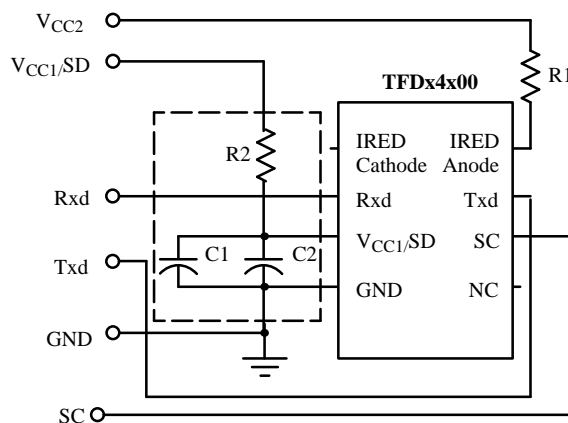 VCC2
VCC1/SD
TFDx4x00
R1
IRED Cathode
IRED Anode
R2
Rxd
Rxd
Txd
VCC1/SD
SC
C1
C2
Txd
GND
NC
GND
SC